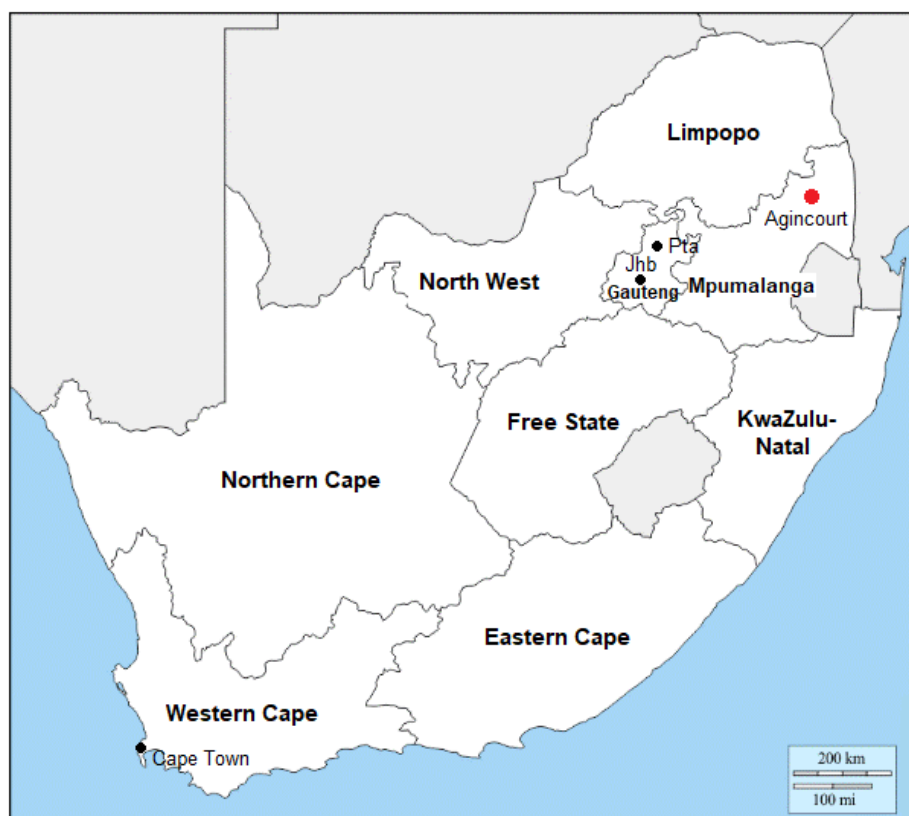 Limpopo
Agincourt
Pta
Jhb
North West
Gauteng
Mpumalanga
Free State
KwaZulu-
Natal
Northern Cape
Eastern Cape
Western Cape
Cape Town
200 km
100 mi